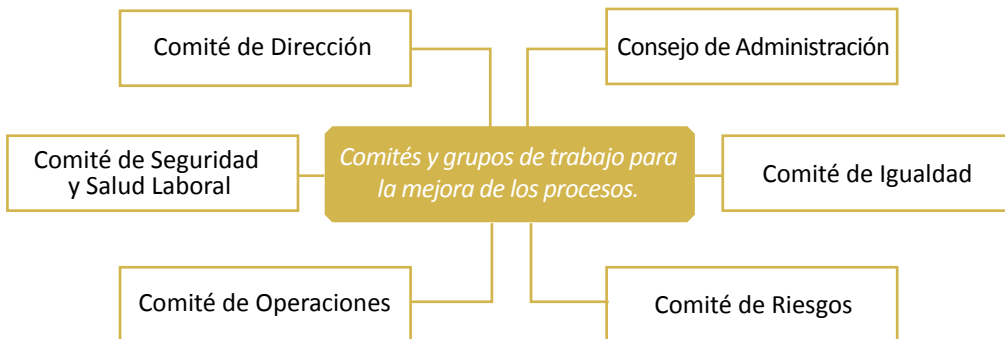 Comité de Dirección
Consejo de Administración
Comités y grupos de trabajo para
la mejora de los procesos.
Comité de Seguridad
y Salud Laboral
Comité de Igualdad
Comité de Operaciones
Comité de Riesgos